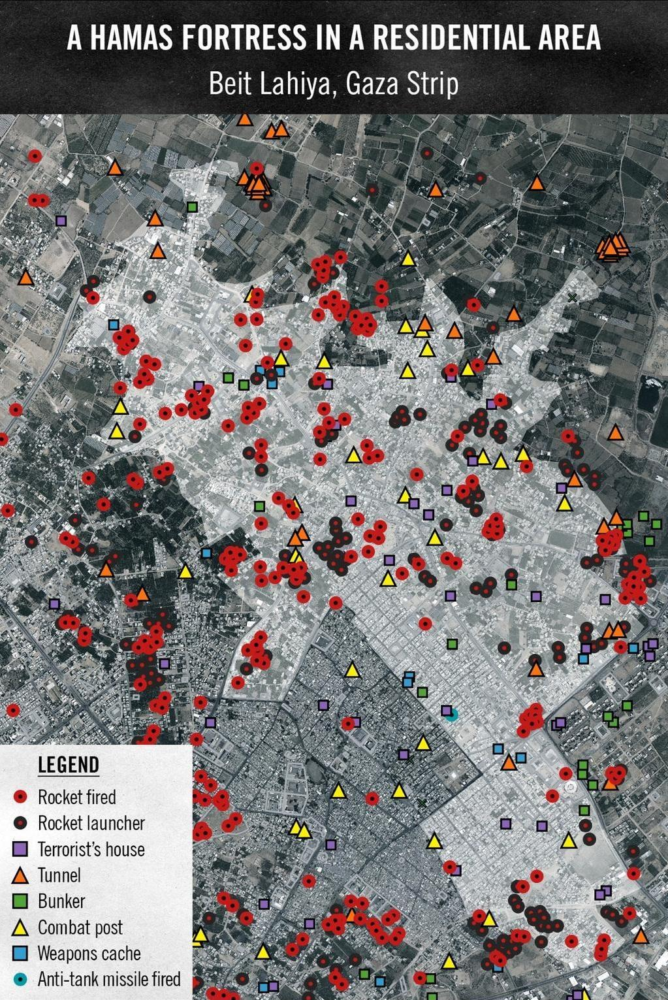 A HAMAS FORTRESS IN A RESIDENTIAL AREA
Beit Lahiya, Gaza Strip
LEGEND
Rocket fired
Rocket launcher
Terrorist's house
Tunnel
Bunker
Combat post
Weapons cache
Anti-tank missile fired